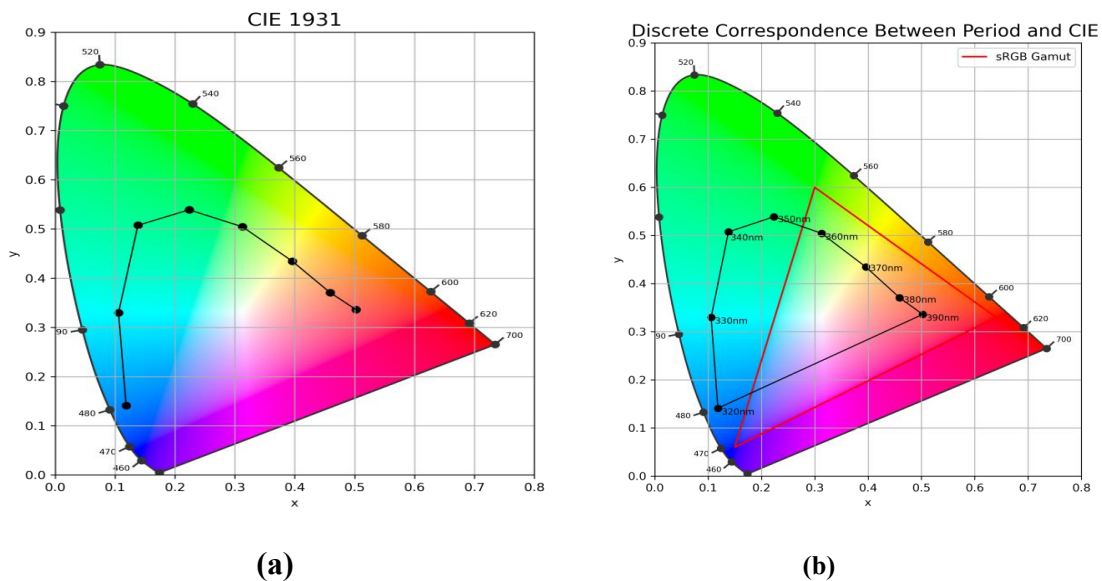 CIE 1931
0.9
0.8
0.7
0.6
0.5
0.4
0.3
0.2
0.1
0.0
y
0.0 0.1 0.2 0.3 0.4 0.5 0.6 0.7 0.8
x
520
540
560
580
600
620
700
90
480
470
460
(a)
Discrete Correspondence Between Period and CIE
sRGB Gamut
0.9
0.8
0.7
0.6
0.5
0.4
0.3
0.2
0.1
0.0
y
0.0 0.1 0.2 0.3 0.4 0.5 0.6 0.7 0.8
x
520
540
560
580
600
620
700
90
480
470
460
350nm
340nm
360nm
370nm
380nm
390nm
330nm
320nm
(b)